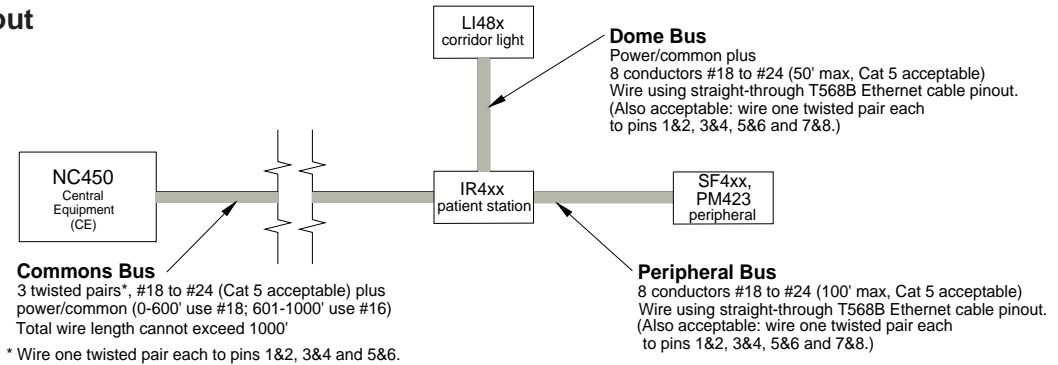 out
LI48x
corridor light
Dome Bus
Power/common plus
8 conductors #18 to #24 (50' max, Cat 5 acceptable)
Wire using straight-through T568B Ethernet cable pinout.
(Also acceptable: wire one twisted pair each
to pins 1&2, 3&4, 5&6 and 7&8.)
NC450
Central
Equipment
(CE)
IR4xx
patient station
SF4xx,
PM423
peripheral
Commons Bus
3 twisted pairs*, #18 to #24 (Cat 5 acceptable) plus
power/common (0-600' use #18; 601-1000' use #16)
Total wire length cannot exceed 1000'
* Wire one twisted pair each to pins 1&2, 3&4 and 5&6.
Peripheral Bus
8 conductors #18 to #24 (100' max, Cat 5 acceptable)
Wire using straight-through T568B Ethernet cable pinout.
(Also acceptable: wire one twisted pair each
to pins 1&2, 3&4, 5&6 and 7&8.)